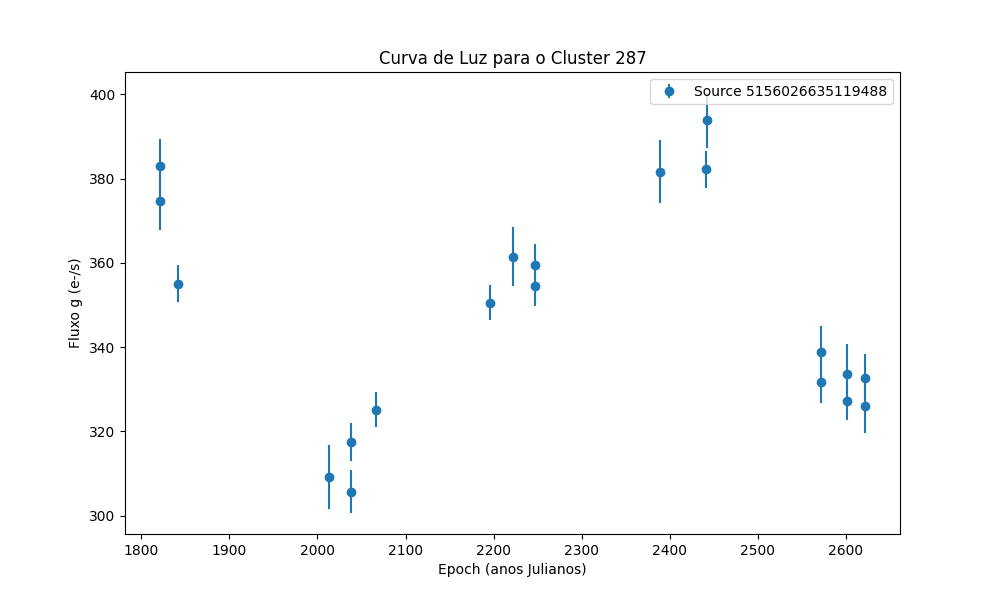 Curva de Luz para o Cluster 287
Source 5156026635119488
400
380
360
340
320
300
Fluxo g (e-/s)
1800 1900 2000 2100 2200 2300 2400 2500 2600
Epoch (anos Julianos)